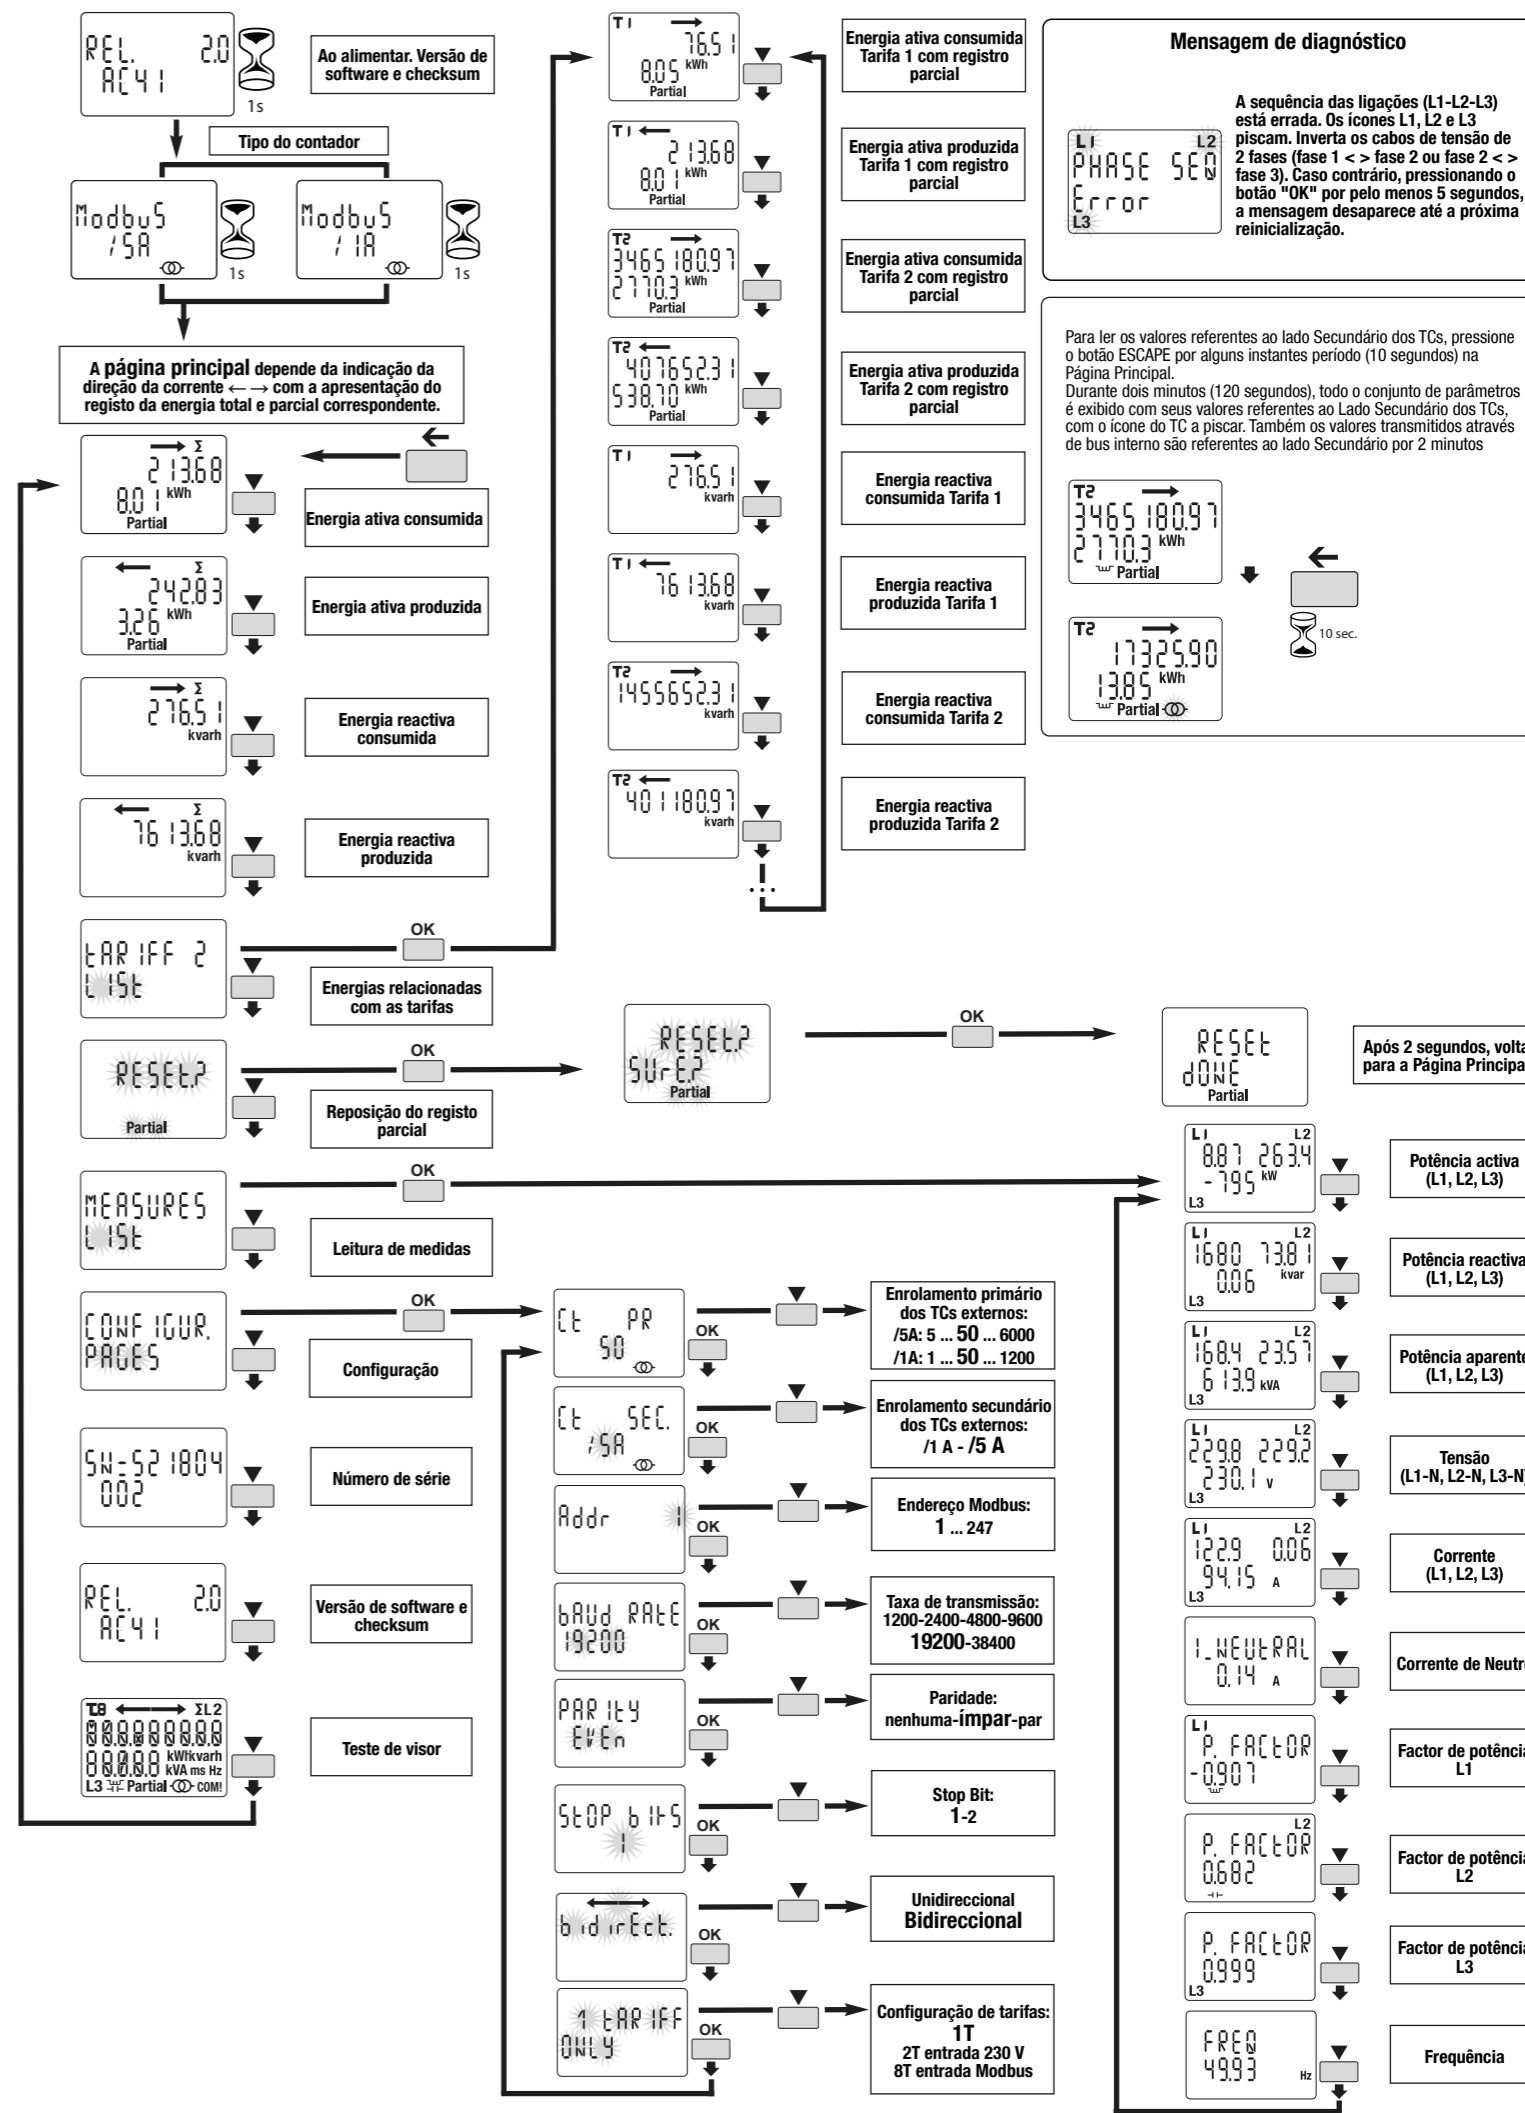 REL. 2.0
AC41
1s
Ao alimentar. Versão de
software e checksum
Tipo do contador
ModbuS
/5A
1s
ModbuS
/1A
1s
A página principal depende da indicação da
direção da corrente ← → com a apresentação do
registo da energia total e parcial correspondente.
→ Σ
213.68
8.01 kWh
Partial
Energia ativa consumida
← Σ
242.83
3.26 kWh
Partial
Energia ativa produzida
→ Σ
276.51
kvarh
Energia reactiva
consumida
← Σ
7613.68
kvarh
Energia reactiva
produzida
tARIFF 2
LISt
OK
Energias relacionadas
com as tarifas
RESEt?
Partial
OK
Reposição do registo
parcial
RESEt?
SUrE?
Partial
OK
RESEt
dONE
Partial
Após 2 segundos, volta
para a Página Principa
MEASURES
LISt
OK
Leitura de medidas
CONFIGUR.
PAGES
OK
Configuração
SN-521804
002
Número de série
REL. 2.0
AC41
Versão de software e
checksum
T8 ← → ΣL2
kWhkvarh
kVA ms Hz
L3 Partial COM!
Teste de visor
T1 →
76.51
8.05 kWh
Partial
Energia ativa consumida
Tarifa 1 com registro
parcial
T1 ←
213.68
8.01 kWh
Partial
Energia ativa produzida
Tarifa 1 com registro
parcial
T2 →
3465180.97
2770.3 kWh
Partial
Energia ativa consumida
Tarifa 2 com registro
parcial
T2 ←
407652.31
538.70 kWh
Partial
Energia ativa produzida
Tarifa 2 com registro
parcial
T1 →
276.51
kvarh
Energia reactiva
consumida Tarifa 1
T1 ←
7613.68
kvarh
Energia reactiva
produzida Tarifa 1
T2 →
1455652.31
kvarh
Energia reactiva
consumida Tarifa 2
T2 ←
401180.97
kvarh
Energia reactiva
produzida Tarifa 2
...
Mensagem de diagnóstico
L1 L2
PHASE SEQ
Error
L3
A sequência das ligações (L1-L2-L3)
está errada. Os ícones L1, L2 e L3
piscam. Inverta os cabos de tensão de
2 fases (fase 1 < > fase 2 ou fase 2 < >
fase 3). Caso contrário, pressionando o
botão "OK" por pelo menos 5 segundos,
a mensagem desaparece até a próxima
reinicialização.
Para ler os valores referentes ao lado Secundário dos TCs, pressione
o botão ESCAPE por alguns instantes período (10 segundos) na
Página Principal.
Durante dois minutos (120 segundos), todo o conjunto de parâmetros
é exibido com seus valores referentes ao Lado Secundário dos TCs,
com o ícone do TC a piscar. Também os valores transmitidos através
de bus interno são referentes ao lado Secundário por 2 minutos
T2 →
3465180.97
2770.3 kWh
Partial
T2 →
17325.90
13.85 kWh
Partial
10 sec.
Ct PR
50
OK
Enrolamento primário
dos TCs externos:
/5A: 5 ... 50 ... 6000
/1A: 1 ... 50 ... 1200
Ct SEC.
/5A
OK
Enrolamento secundário
dos TCs externos:
/1 A - /5 A
Addr 1
OK
Endereço Modbus:
1 ... 247
bAUd RAtE
19200
OK
Taxa de transmissão:
1200-2400-4800-9600
19200-38400
PARItY
EVEn
OK
Paridade:
nenhuma-ímpar-par
StOP bItS
1
OK
Stop Bit:
1-2
bidirEct.
OK
Unidireccional
Bidireccional
1 tARIFF
ONLY
OK
Configuração de tarifas:
1T
2T entrada 230 V
8T entrada Modbus
L1 L2
8.87 263.4
-795 kW
L3
Potência activa
(L1, L2, L3)
L1 L2
1680 73.81
0.06 kvar
L3
Potência reactiva
(L1, L2, L3)
L1 L2
168.4 23.57
613.9 kVA
L3
Potência aparente
(L1, L2, L3)
L1 L2
229.8 229.2
230.1 V
L3
Tensão
(L1-N, L2-N, L3-N)
L1 L2
122.9 0.06
94.15 A
L3
Corrente
(L1, L2, L3)
I_NEUtRAL
0.14 A
Corrente de Neutr
L1
P. FACtOR
-0.907
Factor de potência
L1
L2
P. FACtOR
0.682
Factor de potência
L2
P. FACtOR
0.999
L3
Factor de potência
L3
FREQ
49.93
Hz
Frequência